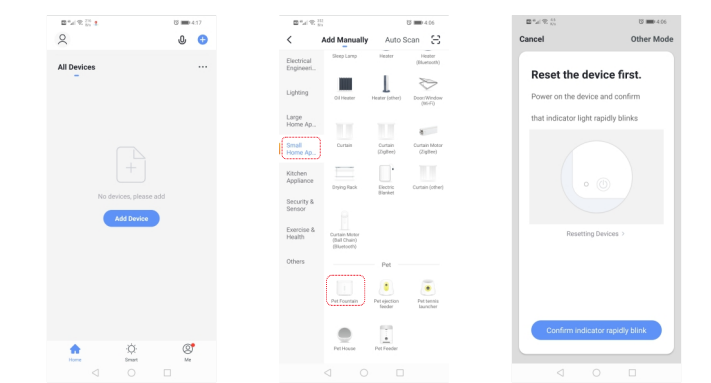 4:17
All Devices
No devices, please add
Add Device
Home
Smart
Me
4:06
Add Manually
Auto Scan
Electrical
Engineeri...
Lighting
Large
Home Ap...
Small
Home Ap...
Kitchen
Appliance
Security &
Sensor
Exercise &
Health
Others
Sleep Lamp
Heater
Heater
(Bluetooth)
Oil Heater
Heater (other)
Door/Window
(Wi-Fi)
Curtain
Curtain
(ZigBee)
Curtain Motor
(ZigBee)
Drying Rack
Electric
Blanket
Curtain (other)
Curtain Motor
(Ball Chain)
(Bluetooth)
Pet
Pet Fountain
Pet ejection
feeder
Pet tennis
launcher
Pet House
Pet Feeder
4:06
Cancel
Other Mode
Reset the device first.
Power on the device and confirm
that indicator light rapidly blinks
Resetting Devices
Confirm indicator rapidly blink